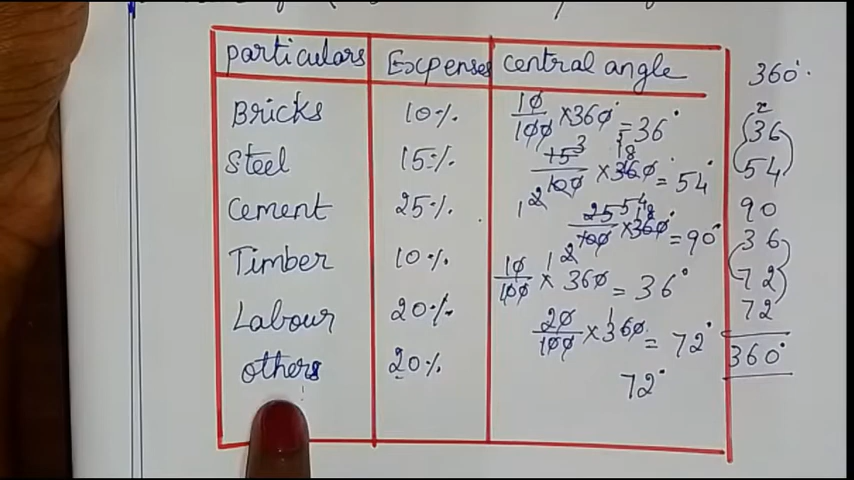 particulars Expenses central angle 360°
Bricks 10% 10/100 × 360° = 36° 36
Steel 15% 15/100 × 360° = 54° 54
Cement 25% 25/100 × 360° = 90° 90
Timber 10% 10/100 × 360 = 36° 36
Labour 20% 20/100 × 360 = 72° 72
others 20% 72° 72
360°